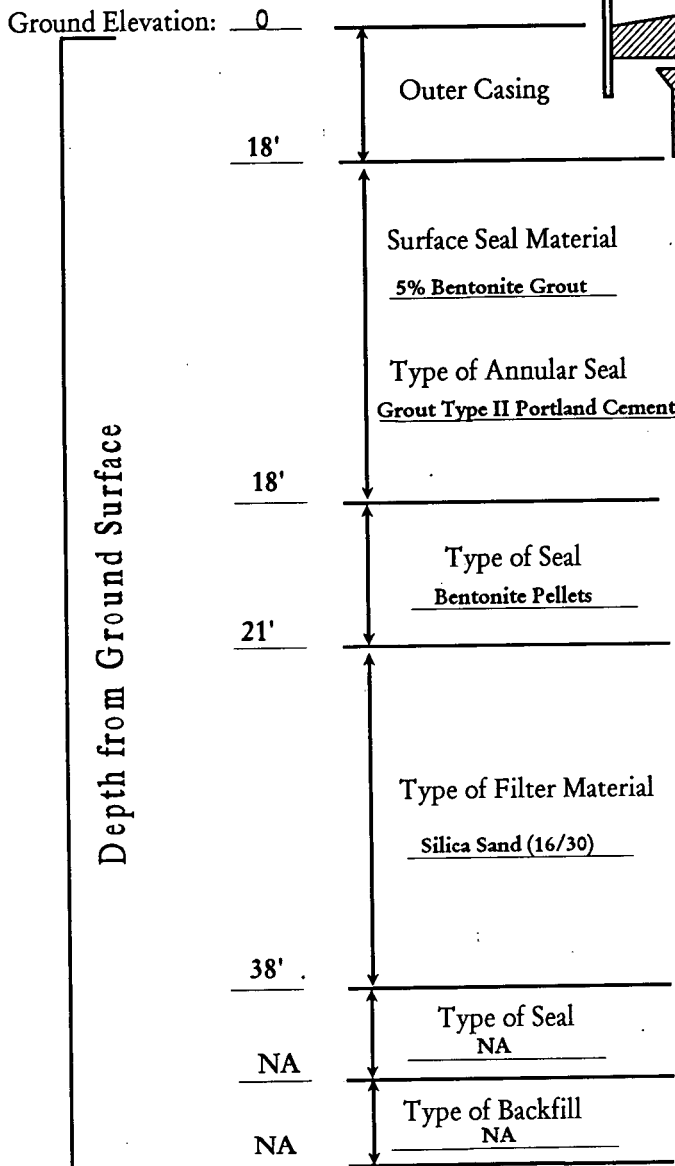 Ground Elevation: 0
Outer Casing
18'
Surface Seal Material
5% Bentonite Grout
Type of Annular Seal
Grout Type II Portland Cement
18'
Type of Seal
Bentonite Pellets
21'
Depth from Ground Surface
Type of Filter Material
Silica Sand (16/30)
38'
Type of Seal
NA
NA
Type of Backfill
NA
NA